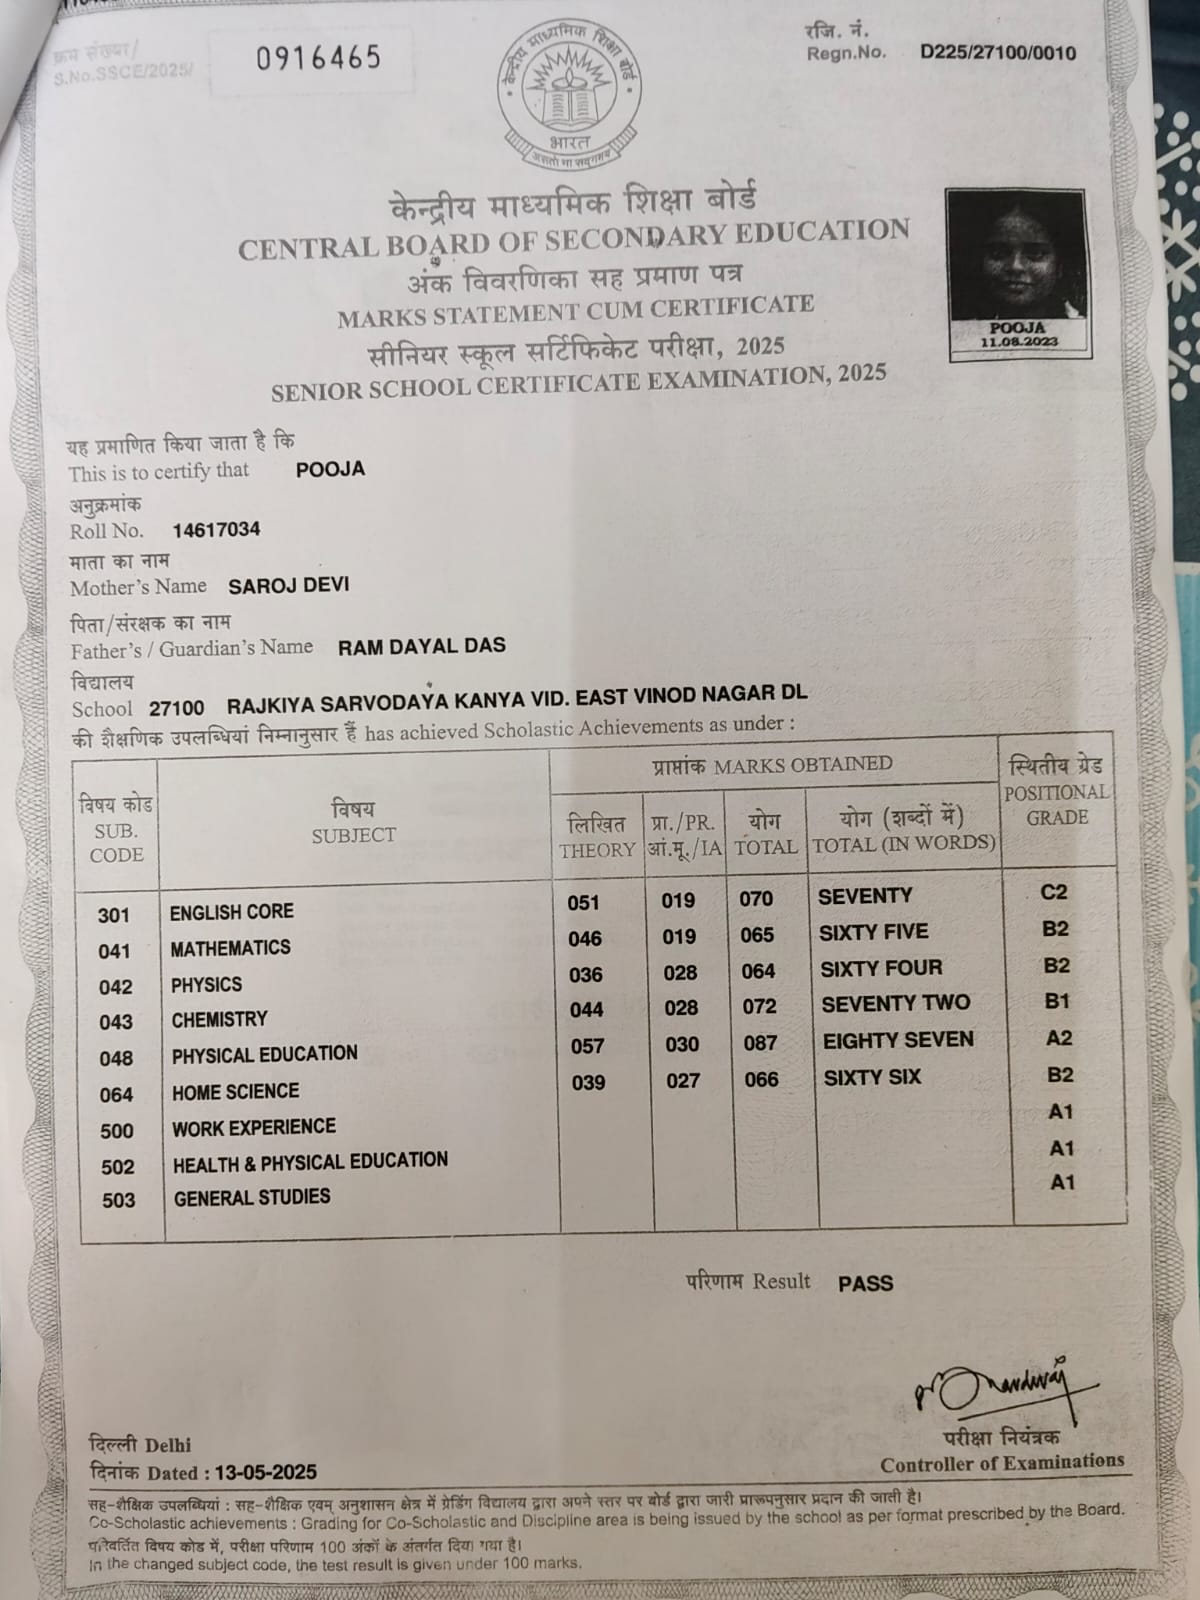 क्रम संख्या/
S.No.SSCE/2025/
0916465
रजि. नं.
Regn.No. D225/27100/0010
केन्द्रीय माध्यमिक शिक्षा बोर्ड
भारत
असतो मा सद्गमय
केन्द्रीय माध्यमिक शिक्षा बोर्ड
CENTRAL BOARD OF SECONDARY EDUCATION
अंक विवरणिका सह प्रमाण पत्र
MARKS STATEMENT CUM CERTIFICATE
सीनियर स्कूल सर्टिफिकेट परीक्षा, 2025
SENIOR SCHOOL CERTIFICATE EXAMINATION, 2025
POOJA
11.08.2023
यह प्रमाणित किया जाता है कि
This is to certify that POOJA
अनुक्रमांक
Roll No. 14617034
माता का नाम
Mother's Name SAROJ DEVI
पिता/संरक्षक का नाम
Father's / Guardian's Name RAM DAYAL DAS
विद्यालय
School 27100 RAJKIYA SARVODAYA KANYA VID. EAST VINOD NAGAR DL
की शैक्षणिक उपलब्धियां निम्नानुसार हैं has achieved Scholastic Achievements as under :
विषय कोड
SUB.
CODE
विषय
SUBJECT
प्राप्तांक MARKS OBTAINED
लिखित
THEORY
प्रा./PR.
आं.मू./IA
योग
TOTAL
योग (शब्दों में)
TOTAL (IN WORDS)
स्थितीय ग्रेड
POSITIONAL
GRADE
301 ENGLISH CORE 051 019 070 SEVENTY C2
041 MATHEMATICS 046 019 065 SIXTY FIVE B2
042 PHYSICS 036 028 064 SIXTY FOUR B2
043 CHEMISTRY 044 028 072 SEVENTY TWO B1
048 PHYSICAL EDUCATION 057 030 087 EIGHTY SEVEN A2
064 HOME SCIENCE 039 027 066 SIXTY SIX B2
500 WORK EXPERIENCE A1
502 HEALTH & PHYSICAL EDUCATION A1
503 GENERAL STUDIES A1
परिणाम Result PASS
परीक्षा नियंत्रक
Controller of Examinations
दिल्ली Delhi
दिनांक Dated : 13-05-2025
सह-शैक्षिक उपलब्धियां : सह-शैक्षिक एवम् अनुशासन क्षेत्र में ग्रेडिंग विद्यालय द्वारा अपने स्तर पर बोर्ड द्वारा जारी प्रारूपनुसार प्रदान की जाती है।
Co-Scholastic achievements : Grading for Co-Scholastic and Discipline area is being issued by the school as per format prescribed by the Board.
परिवर्तित विषय कोड में, परीक्षा परिणाम 100 अंकों के अंतर्गत दिया गया है।
In the changed subject code, the test result is given under 100 marks.